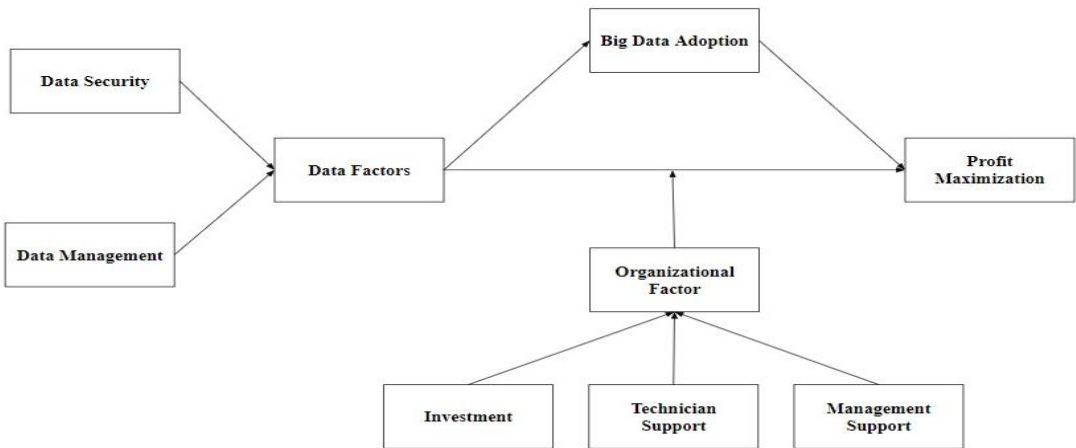 Big Data Adoption
Data Security
Data Factors
Profit
Maximization
Data Management
Organizational
Factor
Investment
Technician
Support
Management
Support